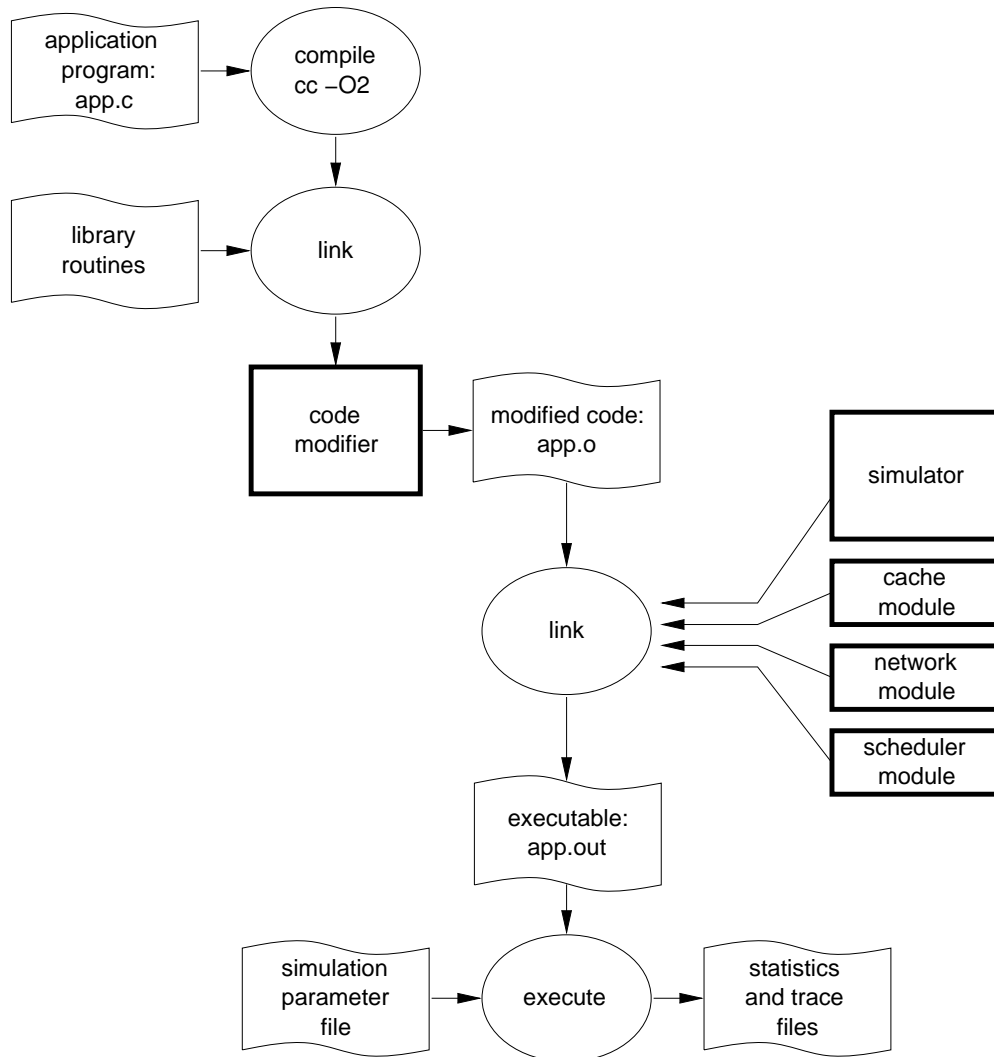 application
program:
app.c
compile
cc −O2
library
routines
link
code
modifier
modified code:
app.o
simulator
cache
module
link
network
module
scheduler
module
executable:
app.out
simulation
parameter
file
execute
statistics
and trace
files